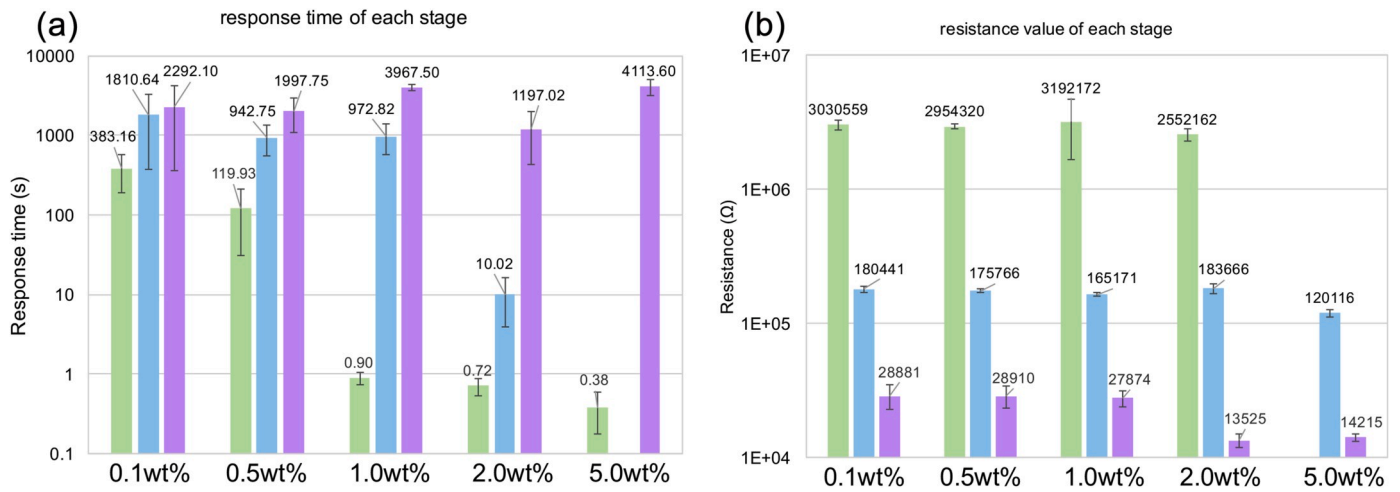 (a)
response time of each stage
Response time (s)
10000
1000
100
10
1
0.1
383.16
1810.64
2292.10
119.93
942.75
1997.75
0.90
972.82
3967.50
0.72
10.02
1197.02
0.38
4113.60
0.1wt%
0.5wt%
1.0wt%
2.0wt%
5.0wt%
(b)
resistance value of each stage
Resistance (Ω)
1E+07
1E+06
1E+05
1E+04
3030559
180441
28881
2954320
175766
28910
3192172
165171
27874
2552162
183666
13525
120116
14215
0.1wt%
0.5wt%
1.0wt%
2.0wt%
5.0wt%